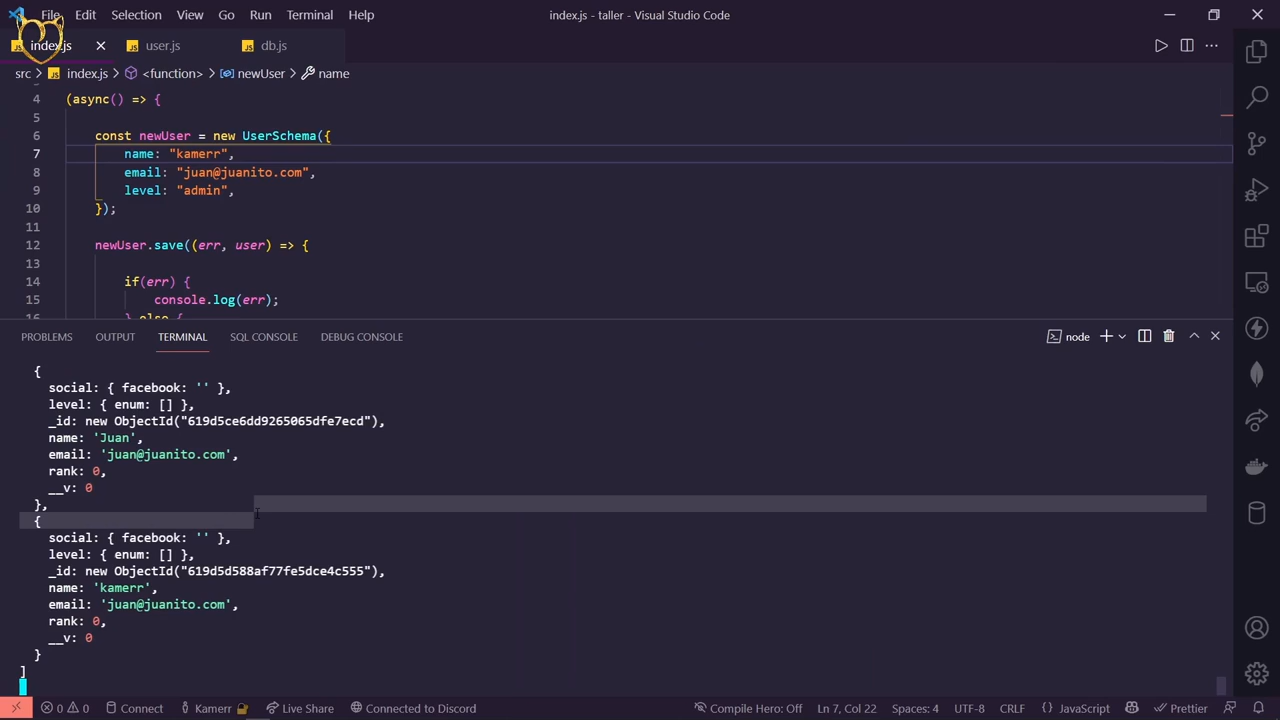 File Edit Selection View Go Run Terminal Help index.js - taller - Visual Studio Code
index.js user.js db.js
src > index.js > <function> > newUser > name
4 (async() => {
5
6 const newUser = new UserSchema({
7 name: "kamerr",
8 email: "juan@juanito.com",
9 level: "admin",
10 });
11
12 newUser.save((err, user) => {
13
14 if(err) {
15 console.log(err);
16 } else {
PROBLEMS OUTPUT TERMINAL SQL CONSOLE DEBUG CONSOLE node
{
social: { facebook: '' },
level: { enum: [] },
_id: new ObjectId("619d5ce6dd9265065dfe7ecd"),
name: 'Juan',
email: 'juan@juanito.com',
rank: 0,
__v: 0
},
{
social: { facebook: '' },
level: { enum: [] },
_id: new ObjectId("619d5d588af77fe5dce4c555"),
name: 'kamerr',
email: 'juan@juanito.com',
rank: 0,
__v: 0
}
]
0 0 Connect Kamerr Live Share Connected to Discord Compile Hero: Off Ln 7, Col 22 Spaces: 4 UTF-8 CRLF {} JavaScript Prettier